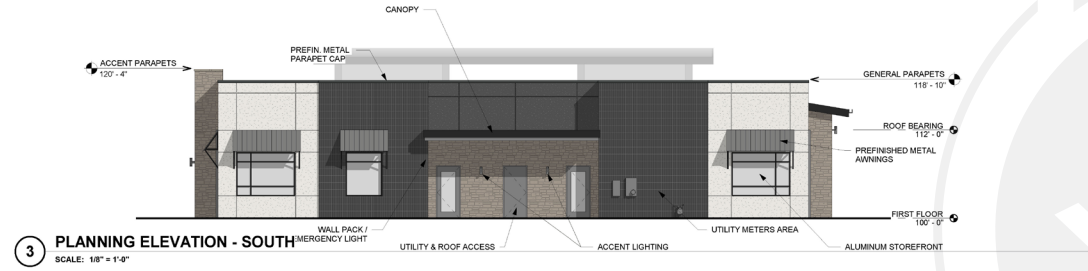 CANOPY
PREFIN. METAL
PARAPET CAP
ACCENT PARAPETS
120' - 4"
GENERAL PARAPETS
118' - 10"
ROOF BEARING
112' - 0"
PREFINISHED METAL
AWNINGS
FIRST FLOOR
100' - 0"
WALL PACK /
EMERGENCY LIGHT
UTILITY & ROOF ACCESS
ACCENT LIGHTING
UTILITY METERS AREA
ALUMINUM STOREFRONT
3
PLANNING ELEVATION - SOUTH
SCALE: 1/8" = 1'-0"